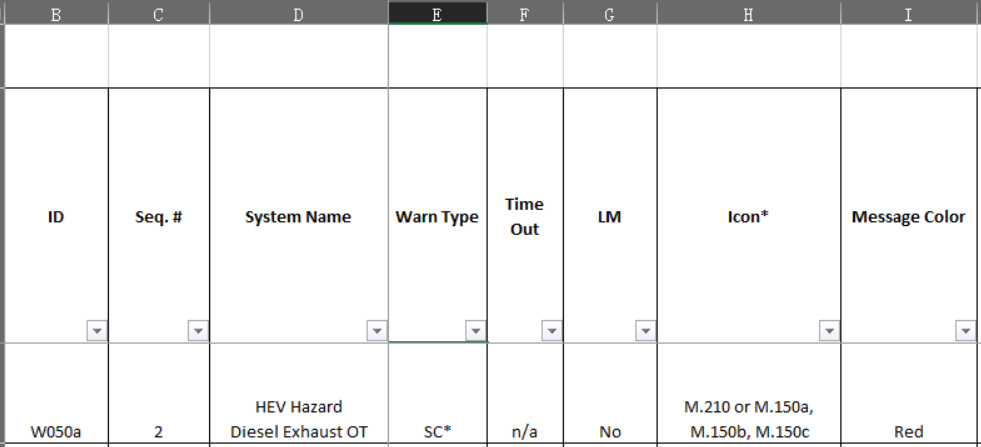 B C D E F G H I
ID Seq. # System Name Warn Type Time Out LM Icon* Message Color
W050a 2 HEV Hazard Diesel Exhaust OT SC* n/a No M.210 or M.150a, M.150b, M.150c Red